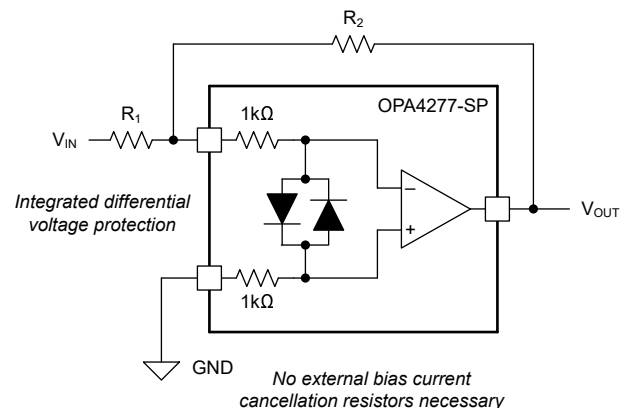 R2
OPA4277-SP
R1
1kΩ
VIN
−
+
VOUT
Integrated differential
voltage protection
1kΩ
GND
No external bias current
cancellation resistors necessary